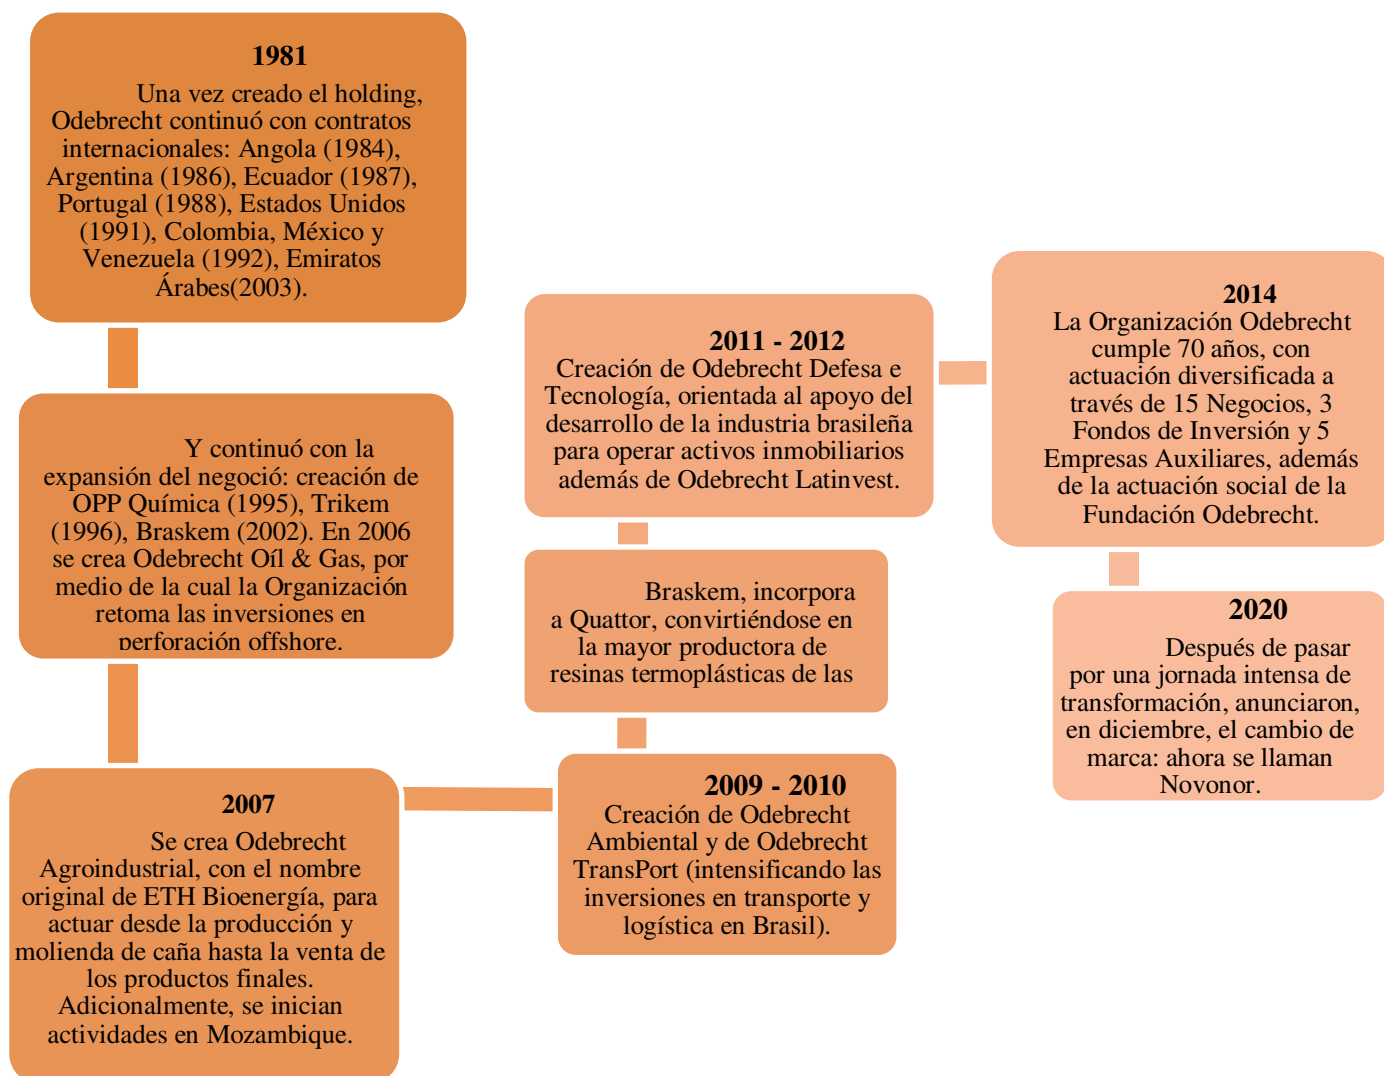 1981
Una vez creado el holding,
Odebrecht continuó con contratos
internacionales: Angola (1984),
Argentina (1986), Ecuador (1987),
Portugal (1988), Estados Unidos
(1991), Colombia, México y
Venezuela (1992), Emiratos
Árabes(2003).
Y continuó con la
expansión del negoció: creación de
OPP Química (1995), Trikem
(1996), Braskem (2002). En 2006
se crea Odebrecht Oíl & Gas, por
medio de la cual la Organización
retoma las inversiones en
perforación offshore.
2007
Se crea Odebrecht
Agroindustrial, con el nombre
original de ETH Bioenergía, para
actuar desde la producción y
molienda de caña hasta la venta de
los productos finales.
Adicionalmente, se inician
actividades en Mozambique.
2009 - 2010
Creación de Odebrecht
Ambiental y de Odebrecht
TransPort (intensificando las
inversiones en transporte y
logística en Brasil).
Braskem, incorpora
a Quattor, convirtiéndose en
la mayor productora de
resinas termoplásticas de las
2011 - 2012
Creación de Odebrecht Defesa e
Tecnología, orientada al apoyo del
desarrollo de la industria brasileña
para operar activos inmobiliarios
además de Odebrecht Latinvest.
2014
La Organización Odebrecht
cumple 70 años, con
actuación diversificada a
través de 15 Negocios, 3
Fondos de Inversión y 5
Empresas Auxiliares, además
de la actuación social de la
Fundación Odebrecht.
2020
Después de pasar
por una jornada intensa de
transformación, anunciaron,
en diciembre, el cambio de
marca: ahora se llaman
Novonor.